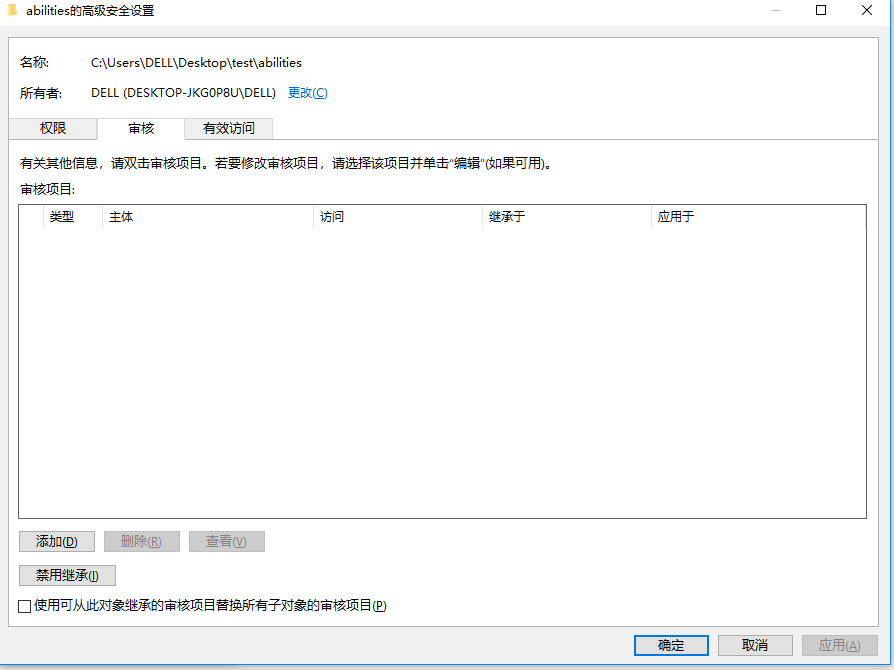 abilities的高级安全设置
名称: C:\Users\DELL\Desktop\test\abilities
所有者: DELL (DESKTOP-JKG0P8U\DELL) 更改(C)
权限 审核 有效访问
有关其他信息，请双击审核项目。若要修改审核项目，请选择该项目并单击“编辑”(如果可用)。
审核项目:
类型 主体 访问 继承于 应用于
添加(D) 删除(R) 查看(V)
禁用继承(I)
使用可从此对象继承的审核项目替换所有子对象的审核项目(P)
确定 取消 应用(A)